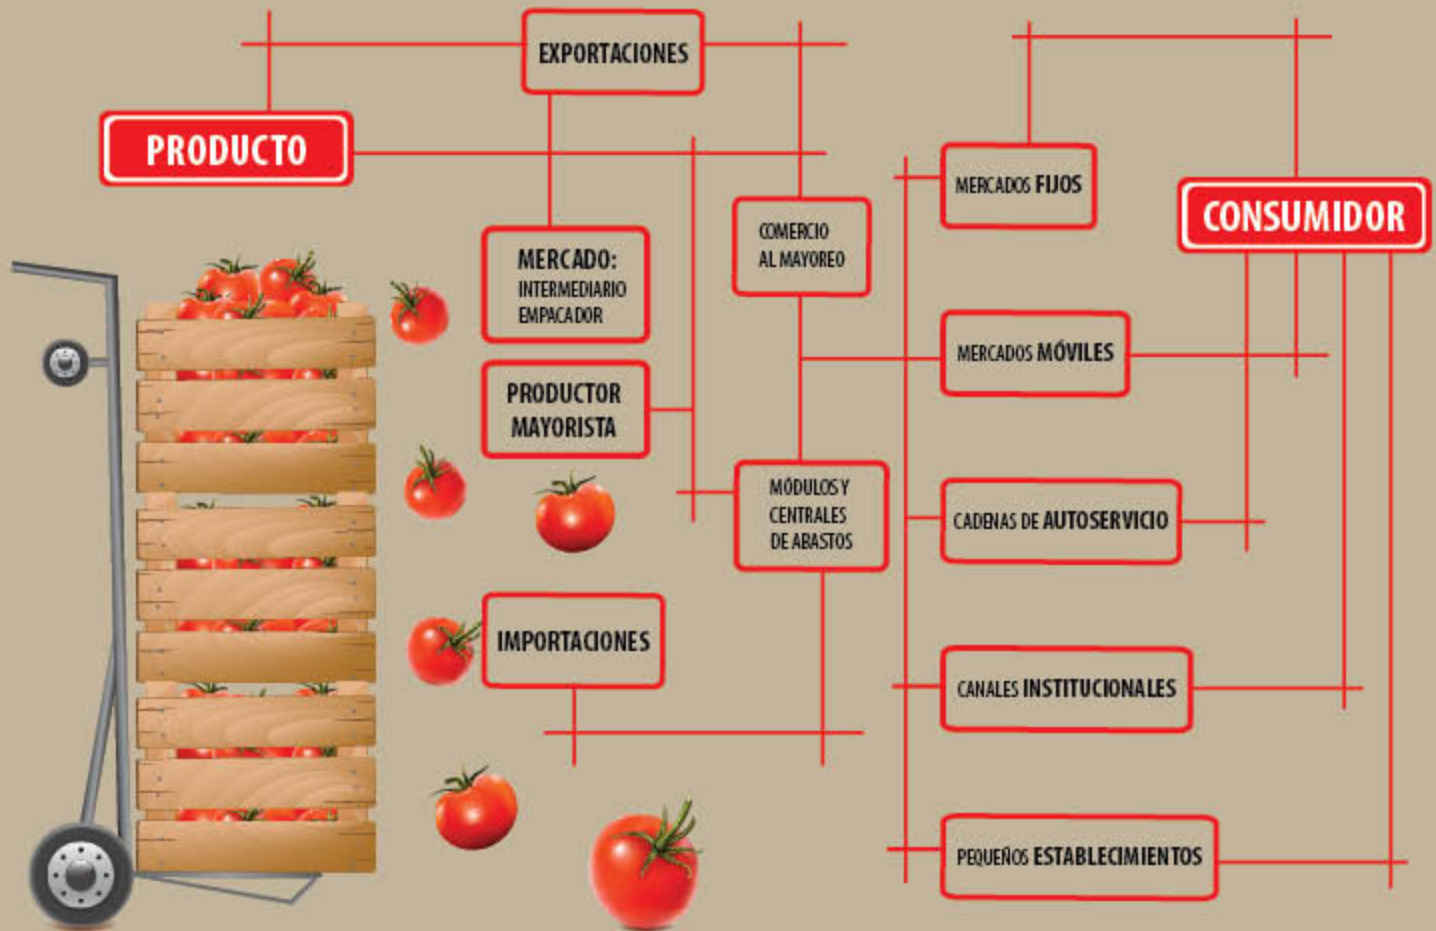 EXPORTACIONES
PRODUCTO
MERCADO:
INTERMEDIARIO
EMPACADOR
PRODUCTOR
MAYORISTA
IMPORTACIONES
COMERCIO
AL MAYOREO
MÓDULOS Y
CENTRALES
DE ABASTOS
MERCADOS FIJOS
MERCADOS MÓVILES
CADENAS DE AUTOSERVICIO
CANALES INSTITUCIONALES
PEQUEÑOS ESTABLECIMIENTOS
CONSUMIDOR